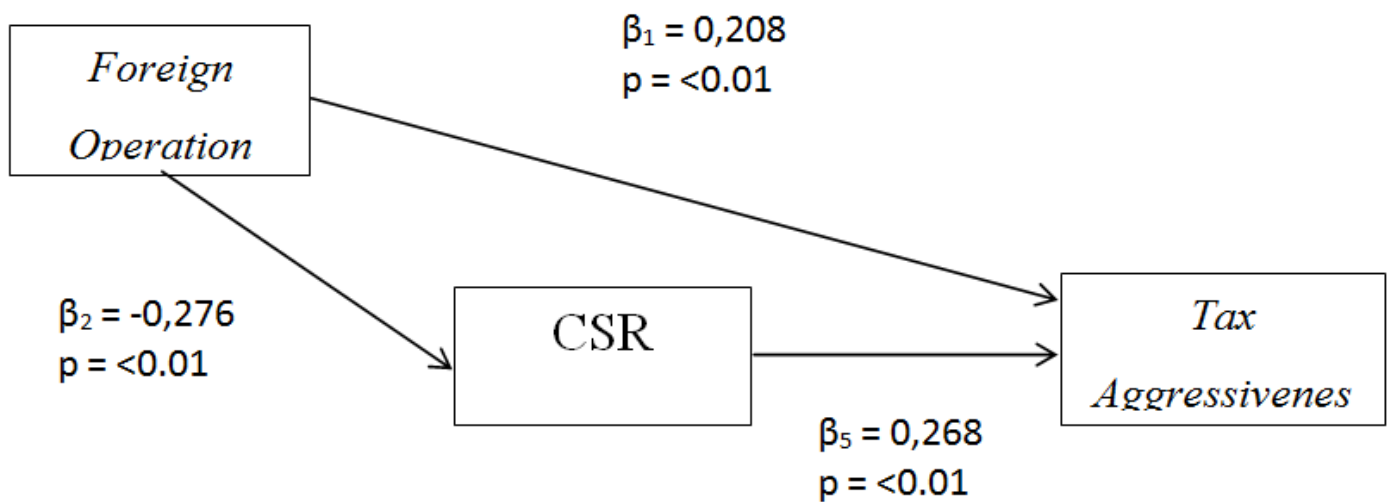 β₁ = 0,208
p = <0.01
Foreign
Operation
β₂ = -0,276
p = <0.01
CSR
Tax
Aggressivenes
β₅ = 0,268
p = <0.01